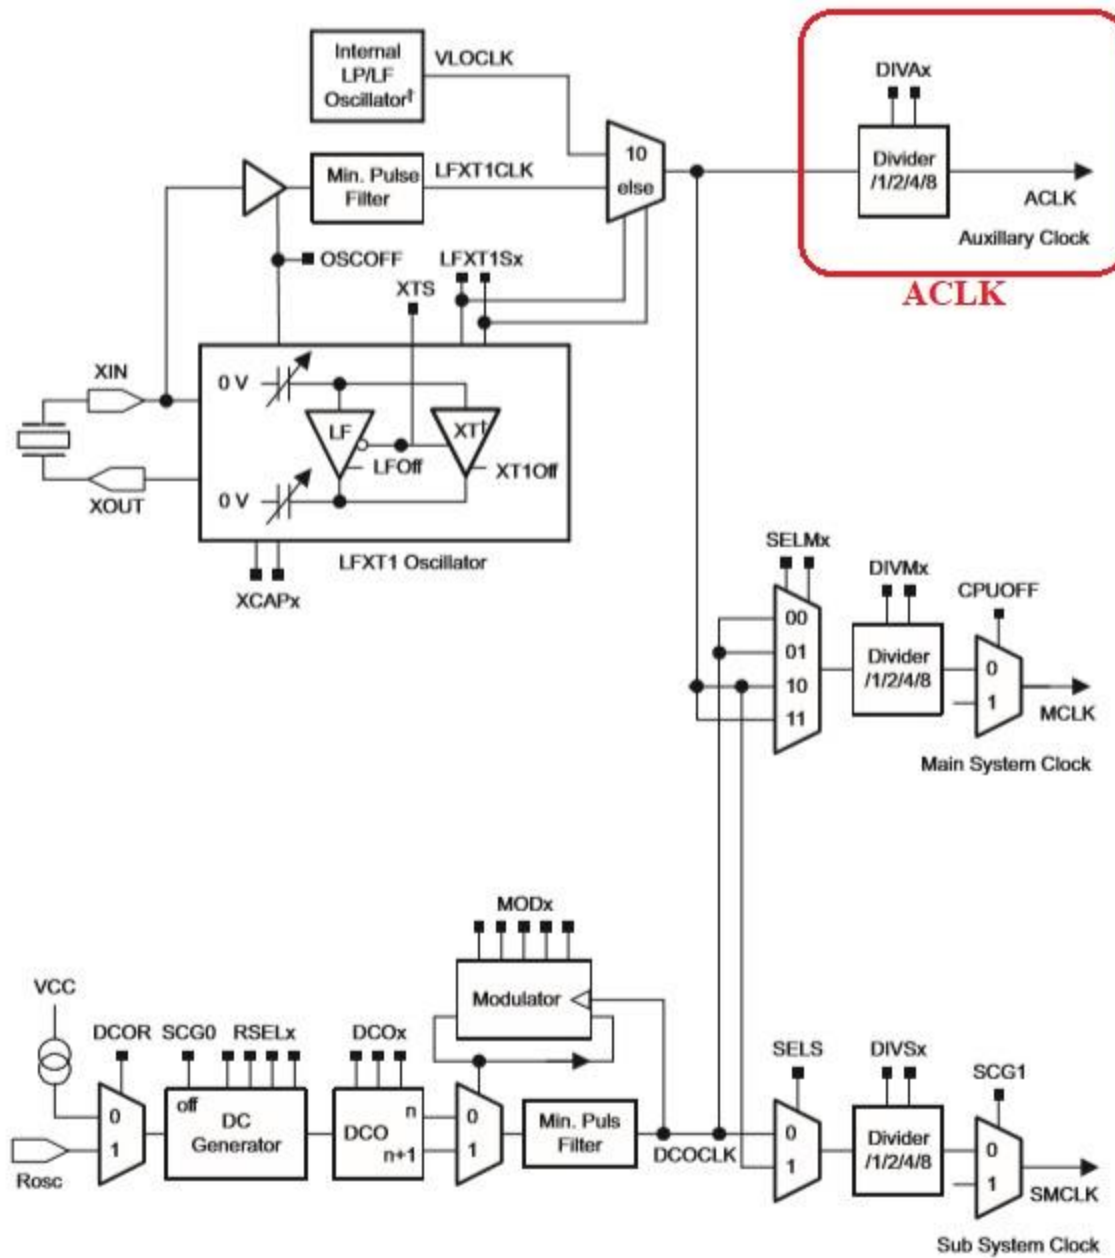 Internal
LP/LF
Oscillator†
VLOCLK
DIVAx
10
else
Divider
/1/2/4/8
ACLK
Auxillary Clock
ACLK
Min. Pulse
Filter
LFXT1CLK
OSCOFF
LFXT1Sx
XTS
XIN
XOUT
0 V
LF
XT†
LFOff
XT1Off
0 V
LFXT1 Oscillator
XCAPx
SELMx
00
01
10
11
DIVMx
Divider
/1/2/4/8
CPUOFF
0
1
MCLK
Main System Clock
MODx
Modulator
VCC
DCOR
SCG0
RSELx
DCOx
0
1
Rosc
off
DC
Generator
DCO
n
n+1
0
1
Min. Puls
Filter
DCOCLK
SELS
0
1
DIVSx
Divider
/1/2/4/8
SCG1
0
1
SMCLK
Sub System Clock